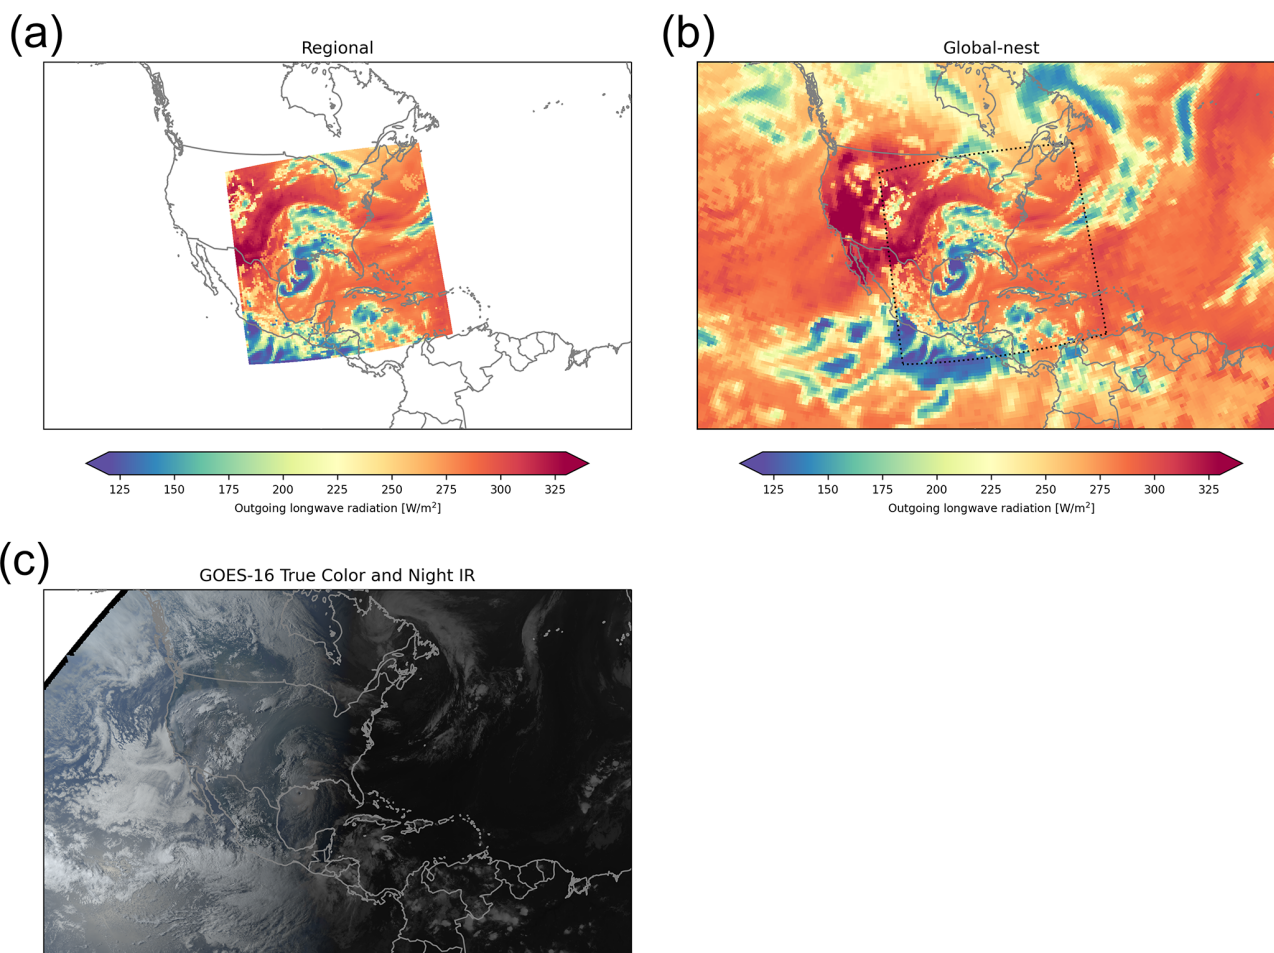 (a)
Regional
125 150 175 200 225 250 275 300 325
Outgoing longwave radiation [W/m²]
(b)
Global-nest
125 150 175 200 225 250 275 300 325
Outgoing longwave radiation [W/m²]
(c)
GOES-16 True Color and Night IR